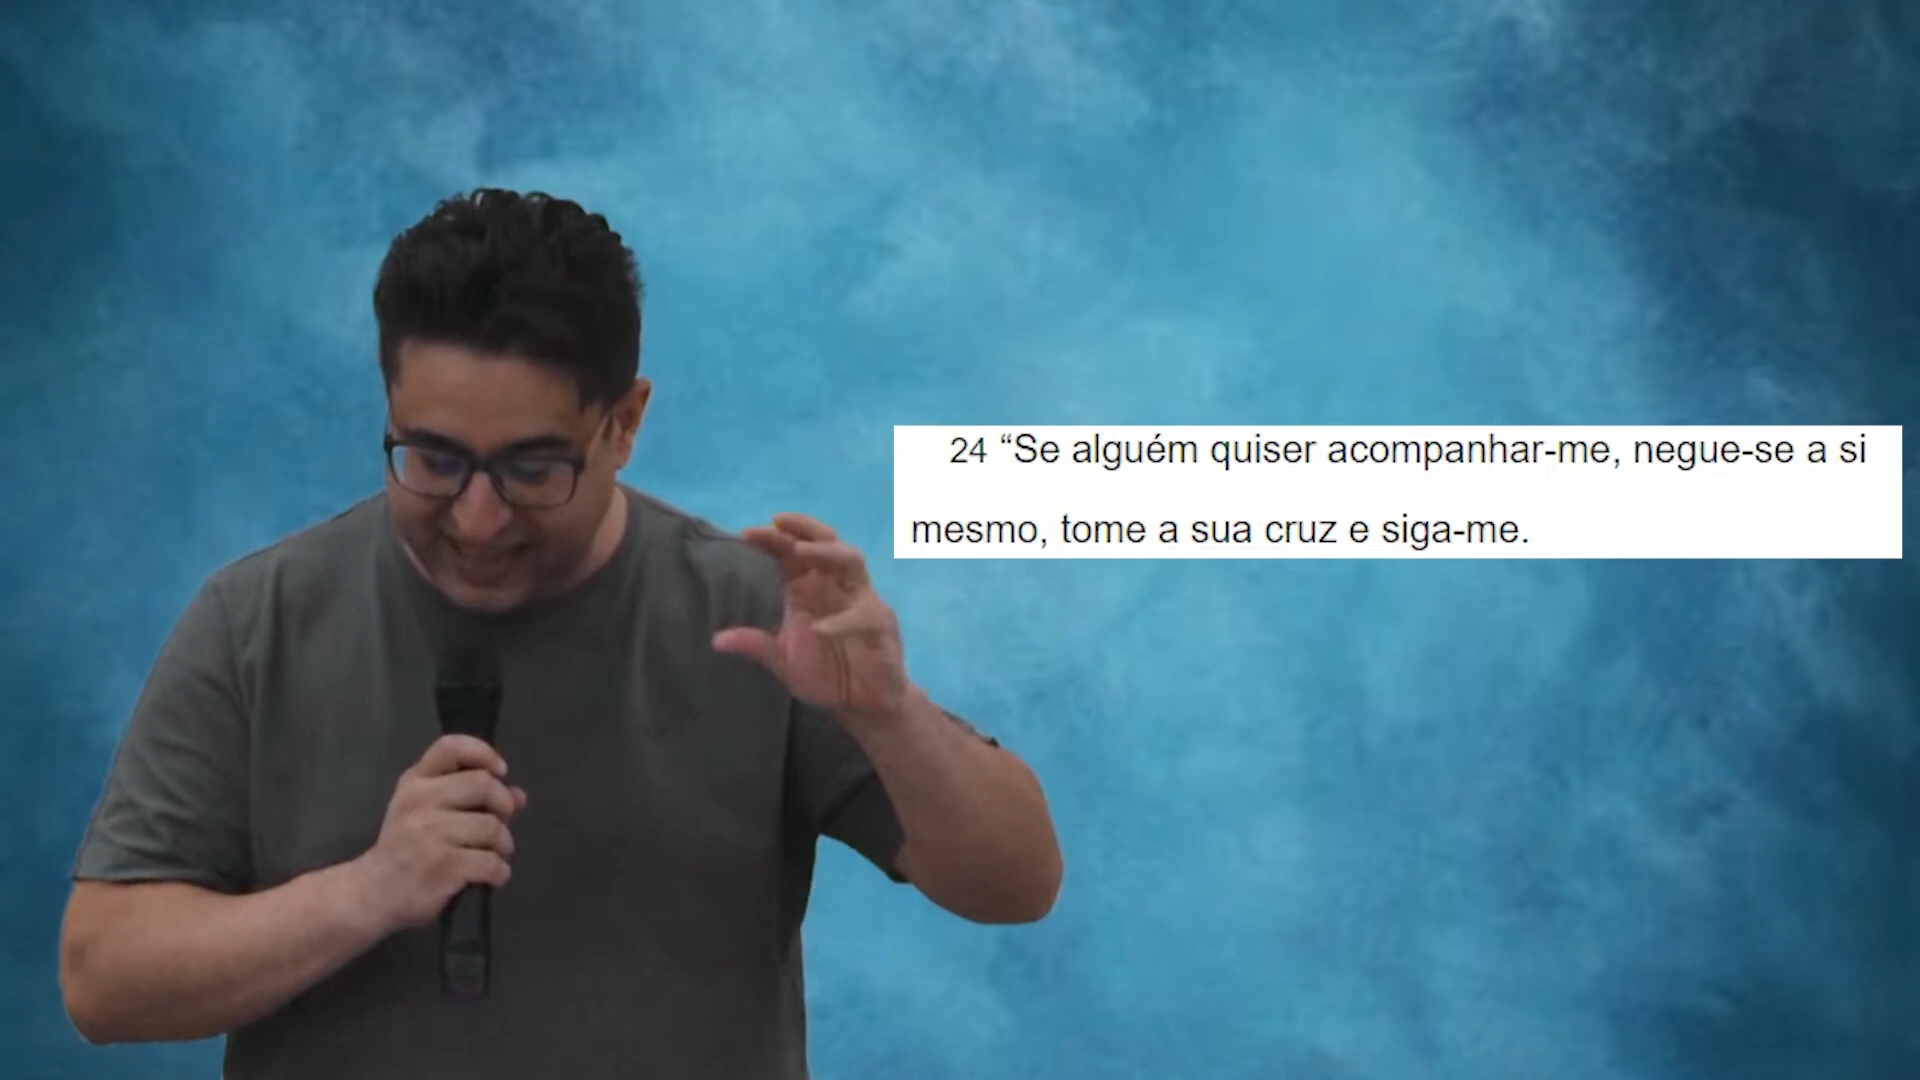 24 “Se alguém quiser acompanhar-me, negue-se a si
mesmo, tome a sua cruz e siga-me.